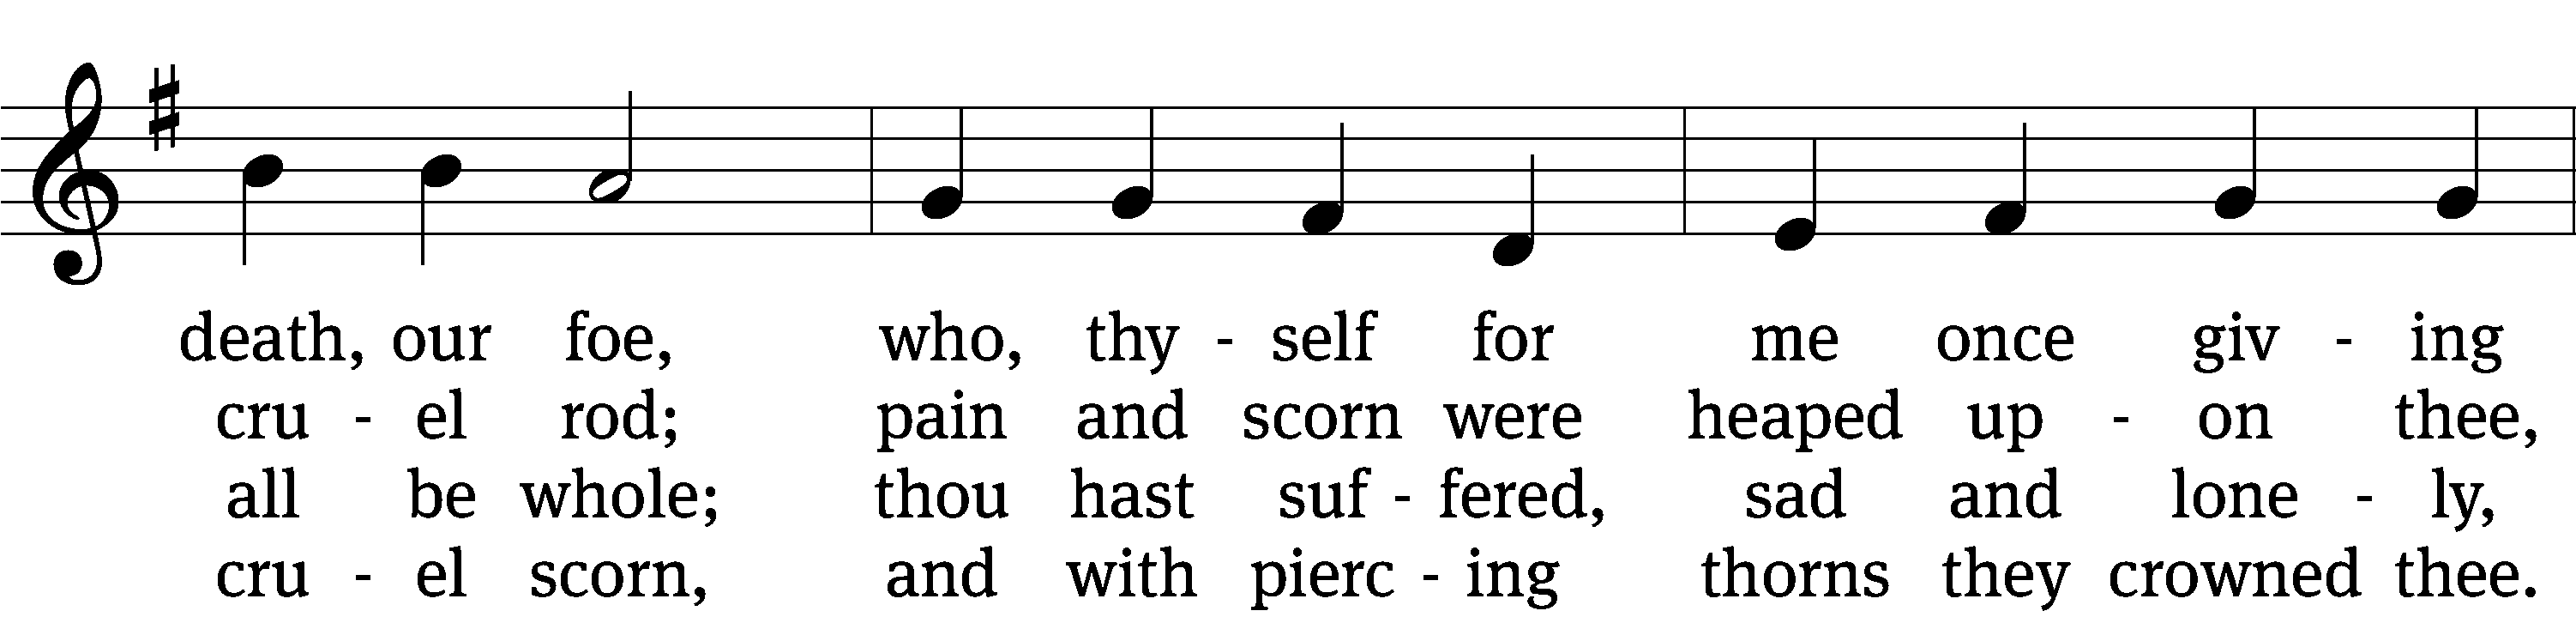 death, our foe, who, thy - self for me once giv - ing
cru - el rod; pain and scorn were heaped up - on thee,
all be whole; thou hast suf - fered, sad and lone - ly,
cru - el scorn, and with pierc - ing thorns they crowned thee.